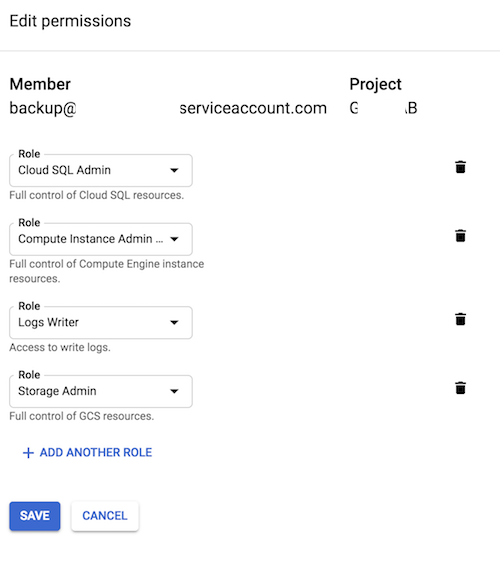 Edit permissions
Member
Project
backup@ serviceaccount.com
Role
Cloud SQL Admin
Full control of Cloud SQL resources.
Role
Compute Instance Admin ...
Full control of Compute Engine instance
resources.
Role
Logs Writer
Access to write logs.
Role
Storage Admin
Full control of GCS resources.
+ ADD ANOTHER ROLE
SAVE
CANCEL